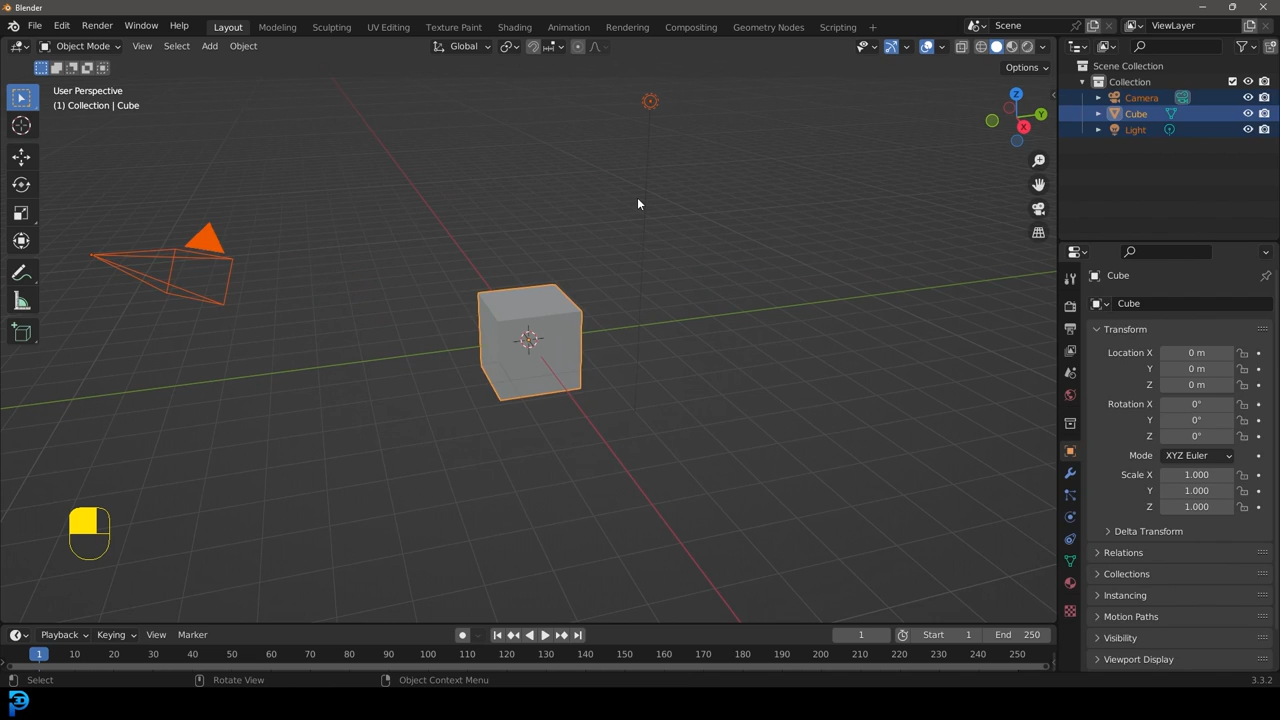 Blender
File Edit Render Window Help Layout Modeling Sculpting UV Editing Texture Paint Shading Animation Rendering Compositing Geometry Nodes Scripting + Scene ViewLayer
Object Mode View Select Add Object Global
Options
User Perspective
(1) Collection | Cube
Z
Y
X
Scene Collection
Collection
Camera
Cube
Light
Cube
Cube
Transform
Location X 0 m
Y 0 m
Z 0 m
Rotation X 0°
Y 0°
Z 0°
Mode XYZ Euler
Scale X 1.000
Y 1.000
Z 1.000
Delta Transform
Relations
Collections
Instancing
Motion Paths
Visibility
Viewport Display
Playback Keying View Marker 1 Start 1 End 250
1 10 20 30 40 50 60 70 80 90 100 110 120 130 140 150 160 170 180 190 200 210 220 230 240 250
Select Rotate View Object Context Menu 3.3.2